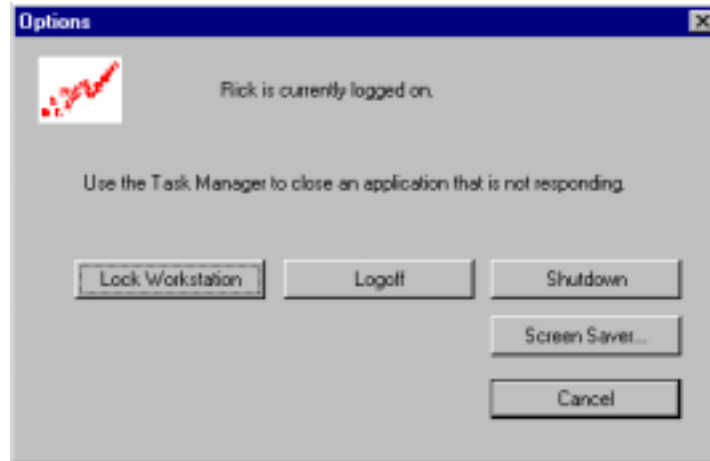 Options
Rick is currently logged on.
Use the Task Manager to close an application that is not responding.
Lock Workstation Logoff Shutdown
Screen Saver...
Cancel